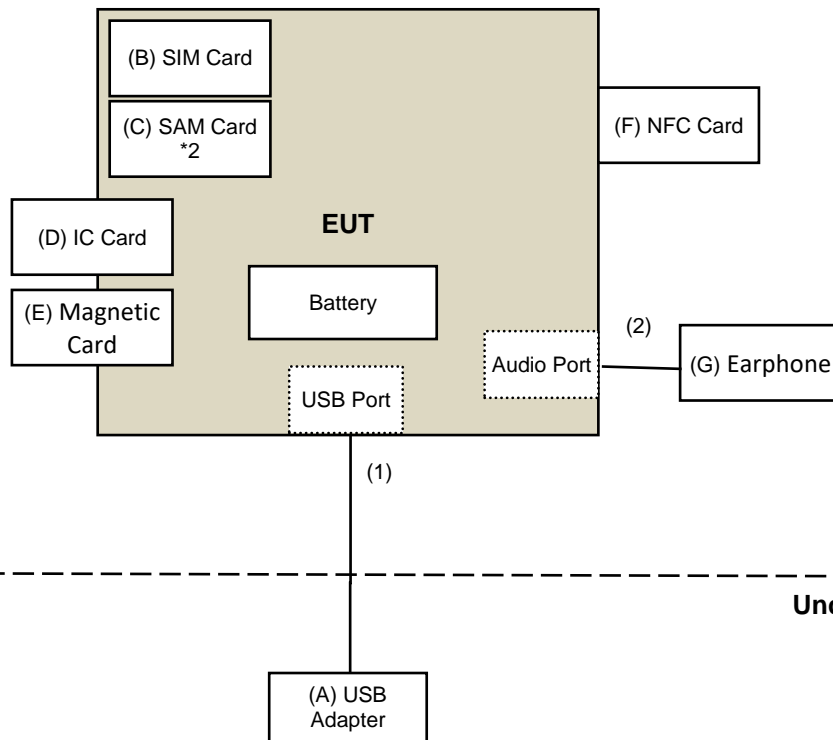 (B) SIM Card
(C) SAM Card
*2
(F) NFC Card
(D) IC Card
EUT
(E) Magnetic
Card
Battery
(2)
Audio Port
(G) Earphone
USB Port
(1)
(A) USB
Adapter